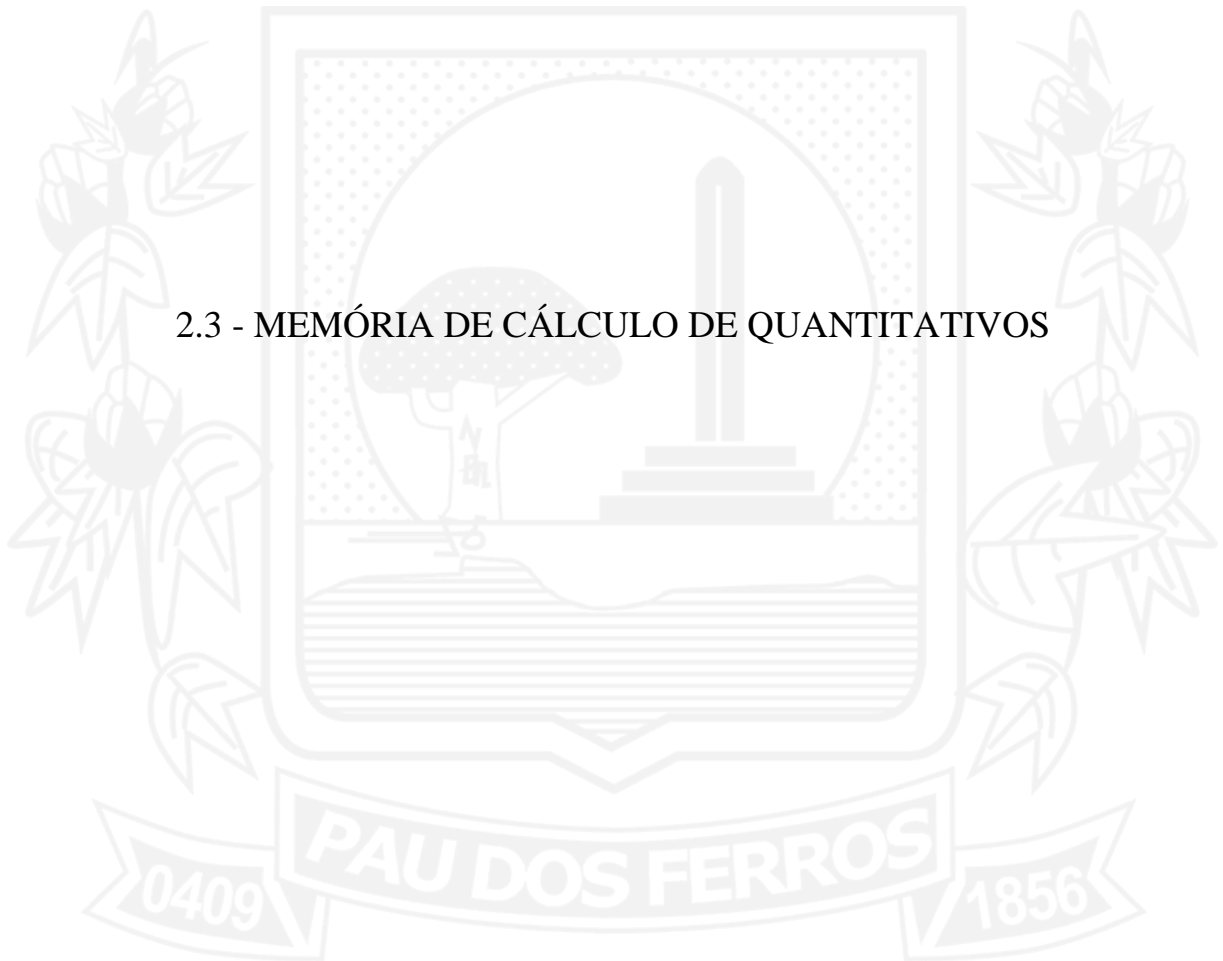 2.3 - MEMÓRIA DE CÁLCULO DE QUANTITATIVOS
PAU DOS FERROS
0409
1856